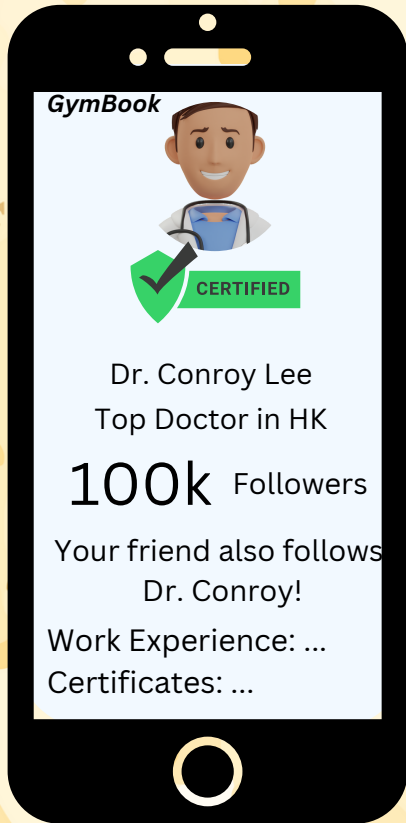 GymBook
CERTIFIED
Dr. Conroy Lee
Top Doctor in HK
100k Followers
Your friend also follows
Dr. Conroy!
Work Experience: ...
Certificates: ...